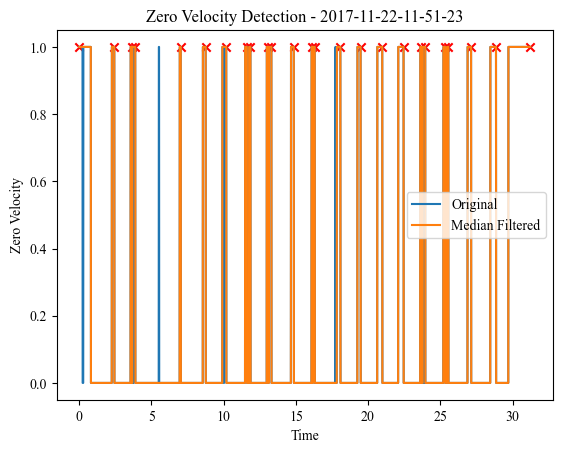 Zero Velocity Detection - 2017-11-22-11-51-23
1.0
0.8
0.6
0.4
0.2
0.0
Zero Velocity
Original
Median Filtered
0 5 10 15 20 25 30
Time